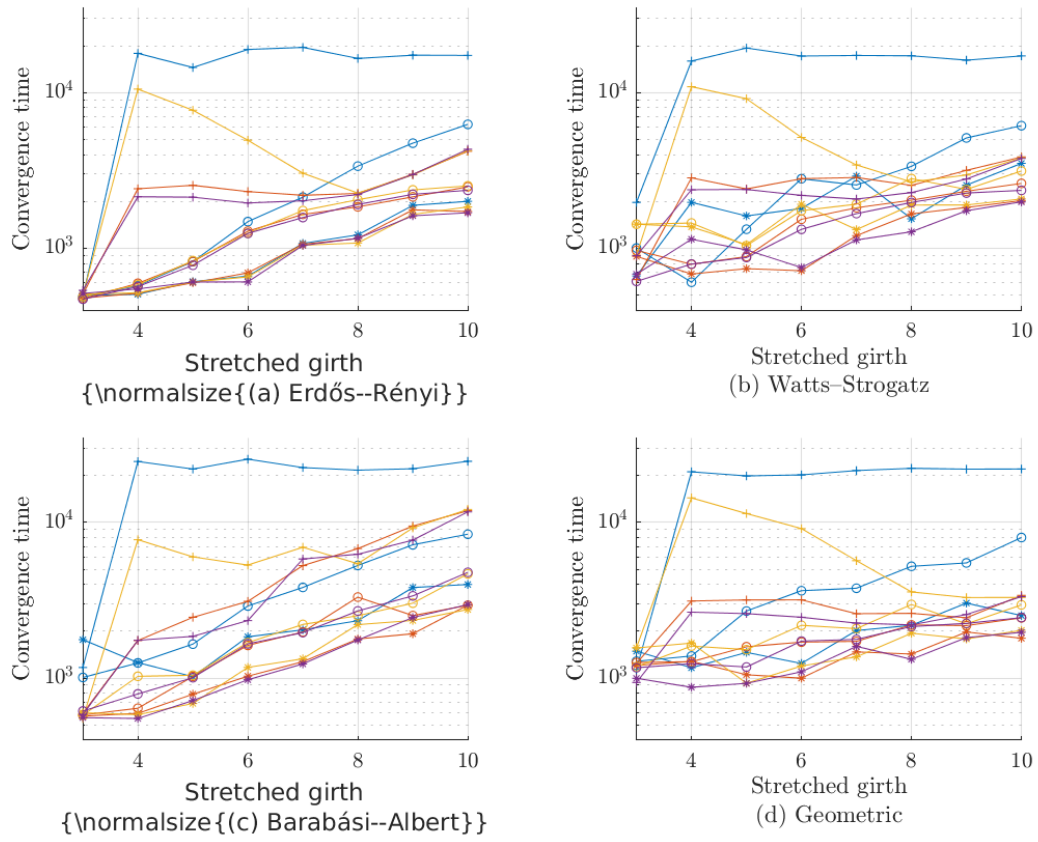 Convergence time
10^4
10^3
4 6 8 10
Stretched girth
{\normalsize{(a) Erdős--Rényi}}
Convergence time
10^4
10^3
4 6 8 10
Stretched girth
(b) Watts–Strogatz
Convergence time
10^4
10^3
4 6 8 10
Stretched girth
{\normalsize{(c) Barabási--Albert}}
Convergence time
10^4
10^3
4 6 8 10
Stretched girth
(d) Geometric